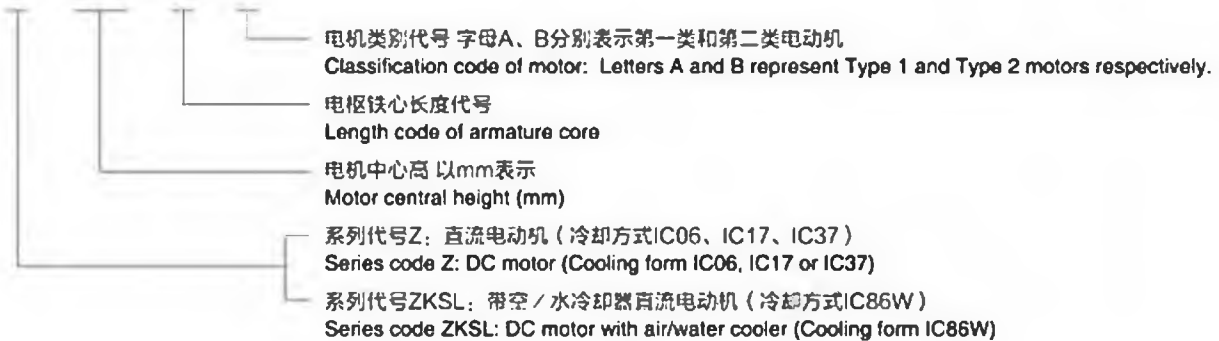 电机类别代号 字母A、B分别表示第一类和第二类电动机
Classification code of motor: Letters A and B represent Type 1 and Type 2 motors respectively.
电枢铁心长度代号
Length code of armature core
电机中心高 以mm表示
Motor central height (mm)
系列代号Z：直流电动机（冷却方式IC06、IC17、IC37）
Series code Z: DC motor (Cooling form IC06, IC17 or IC37)
系列代号ZKSL：带空／水冷却器直流电动机（冷却方式IC86W）
Series code ZKSL: DC motor with air/water cooler (Cooling form IC86W)